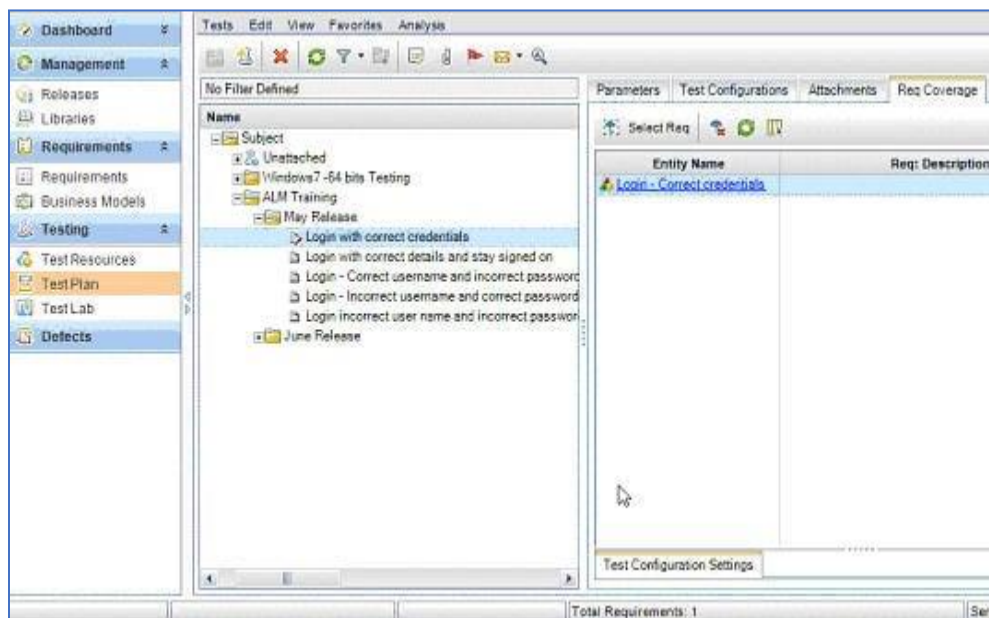 Dashboard
Management
Releases
Libraries
Requirements
Requirements
Business Models
Testing
Test Resources
Test Plan
Test Lab
Defects
Tests Edit View Favorites Analysis
No Filter Defined
Name
Subject
Unattached
Windows7 -64 bits Testing
ALM Training
May Release
Login with correct credentials
Login with correct details and stay signed on
Login - Correct username and incorrect password
Login - Incorrect username and correct password
Login incorrect user name and incorrect passwor
June Release
Parameters Test Configurations Attachments Req Coverage
Select Req
Entity Name Req: Description
Login - Correct credentials
Test Configuration Settings
Total Requirements: 1 Ser